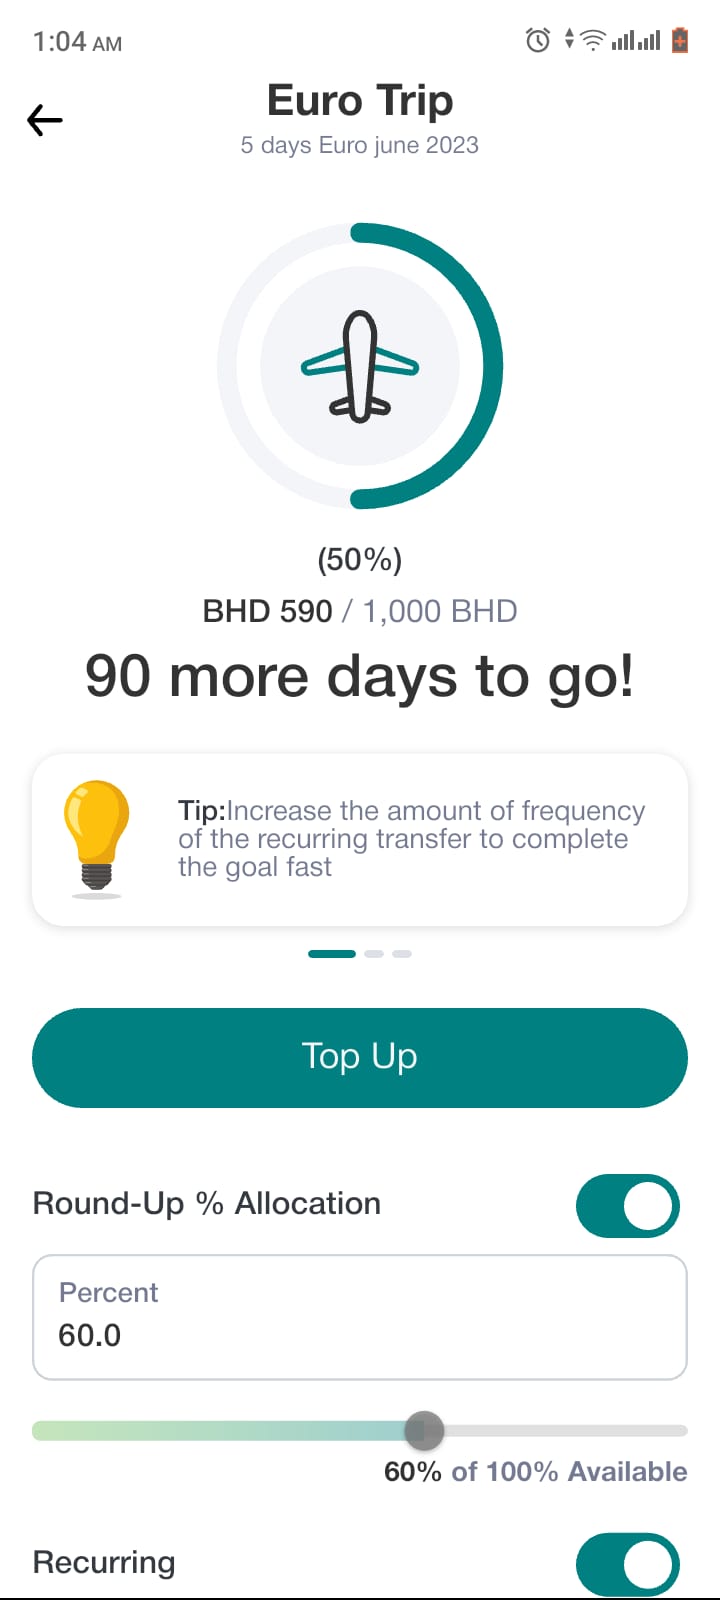 1:04 AM
Euro Trip
5 days Euro june 2023
(50%)
BHD 590 / 1,000 BHD
90 more days to go!
Tip:Increase the amount of frequency
of the recurring transfer to complete
the goal fast
Top Up
Round-Up % Allocation
Percent
60.0
60% of 100% Available
Recurring